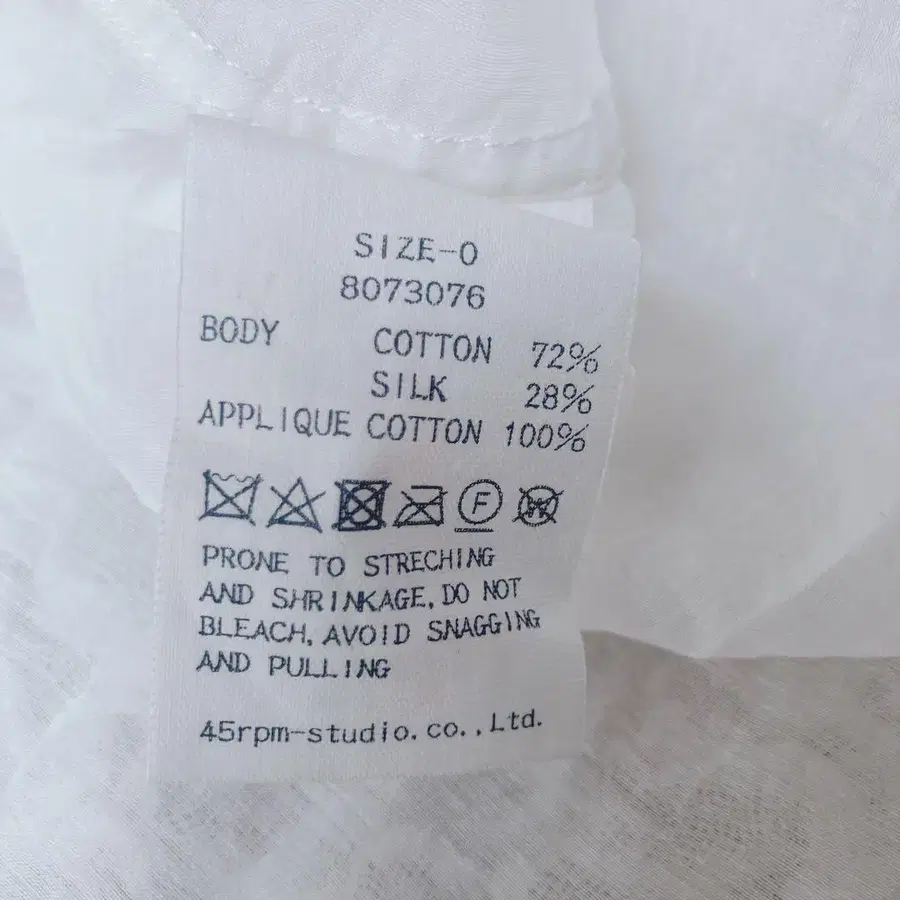 SIZE-0
8073076
BODY COTTON 72%
SILK 28%
APPLIQUE COTTON 100%
F W
PRONE TO STRECHING
AND SHRINKAGE, DO NOT
BLEACH, AVOID SNAGGING
AND PULLING
45rpm-studio.co.,Ltd.